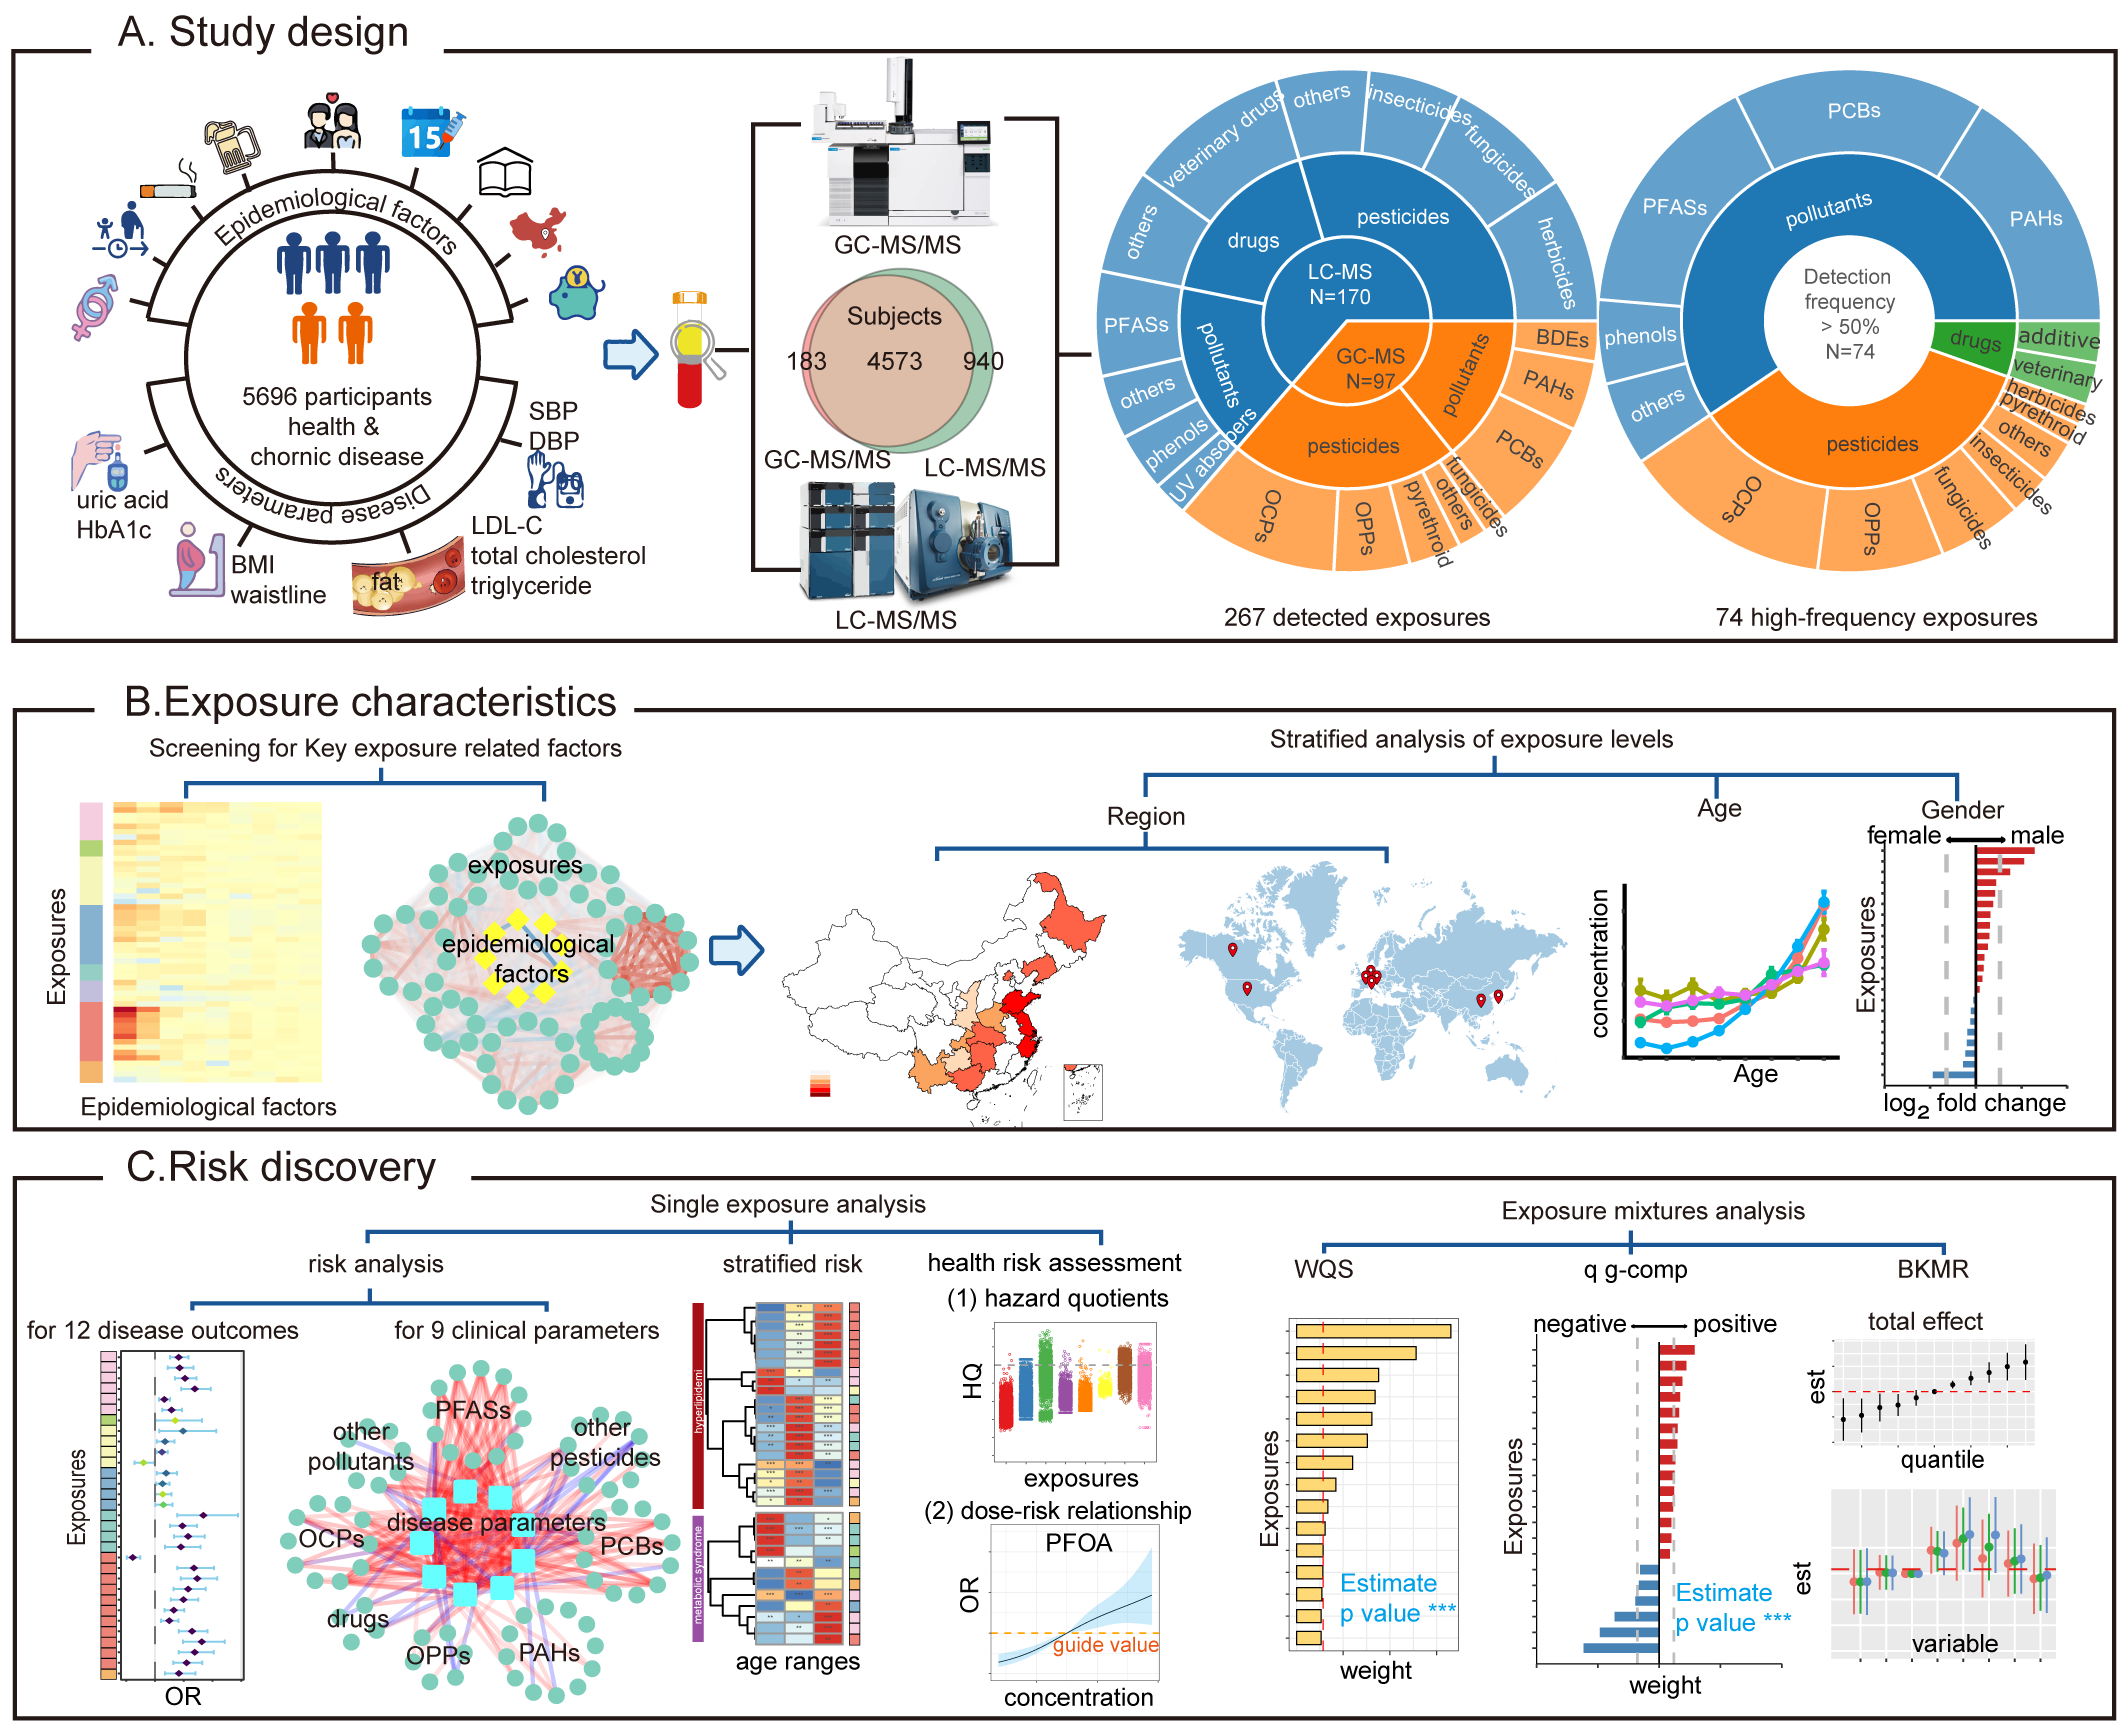 A. Study design
Epidemiological factors
15
5696 participants
health &
chornic disease
Disease parameters
SBP
DBP
uric acid
HbA1c
BMI
waistline
fat
LDL-C
total cholesterol
triglyceride
GC-MS/MS
Subjects
183
4573
940
GC-MS/MS
LC-MS/MS
LC-MS/MS
LC-MS
N=170
GC-MS
N=97
pesticides
drugs
pollutants
pesticides
pollutants
others
insecticides
fungicides
herbicides
veterinary drugs
others
PFASs
others
phenols
UV absopers
BDEs
PAHs
PCBs
fungicides
others
pyrethroid
OPPs
OCPs
267 detected exposures
Detection
frequency
> 50%
N=74
pollutants
drugs
pesticides
PCBs
PAHs
PFASs
phenols
others
additive
veterinary
herbicides
pyrethroid
others
insecticides
fungicides
OPPs
OCPs
74 high-frequency exposures
B.Exposure characteristics
Screening for Key exposure related factors
Exposures
Epidemiological factors
exposures
epidemiological
factors
Stratified analysis of exposure levels
Region
Age
concentration
Age
Gender
female
male
Exposures
log2 fold change
C.Risk discovery
Single exposure analysis
risk analysis
for 12 disease outcomes
Exposures
OR
for 9 clinical parameters
PFASs
other
pollutants
other
pesticides
disease parameters
OCPs
PCBs
drugs
OPPs
PAHs
stratified risk
hyperlipidemi
metabolic syndrome
age ranges
health risk assessment
(1) hazard quotients
HQ
exposures
(2) dose-risk relationship
PFOA
OR
guide value
concentration
Exposure mixtures analysis
WQS
Exposures
Estimate
p value ***
weight
q g-comp
negative
positive
Exposures
Estimate
p value ***
weight
BKMR
total effect
est
quantile
est
variable